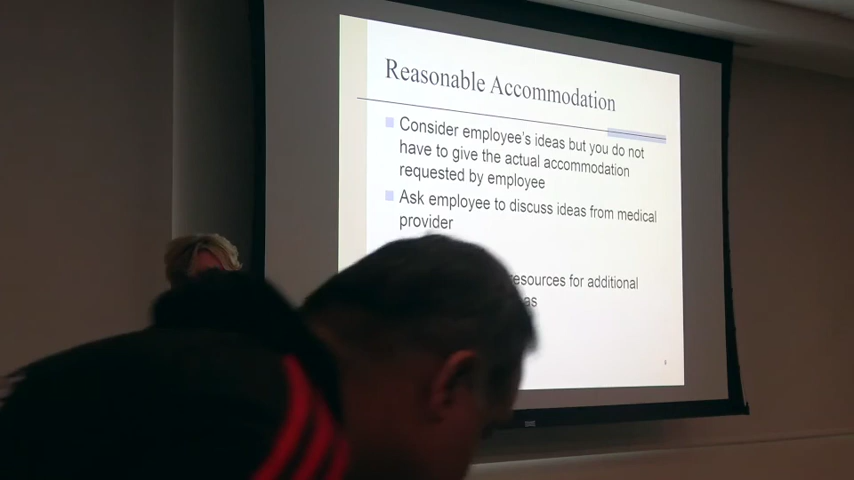 Reasonable Accommodation
Consider employee's ideas but you do not
have to give the actual accommodation
requested by employee
Ask employee to discuss ideas from medical
provider
resources for additional